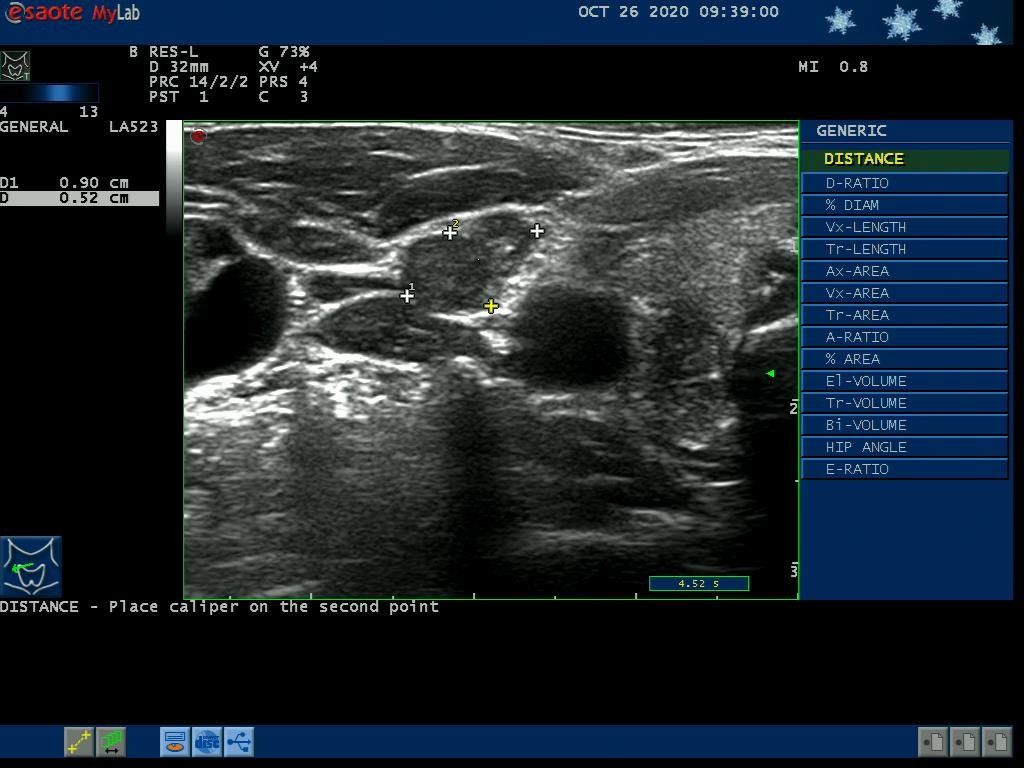 esaote MyLab
OCT 26 2020 09:39:00
B RES-L G 73%
D 32mm XV +4
PRC 14/2/2 PRS 4
PST 1 C 3
MI 0.8
4 13
GENERAL LA523
D1 0.90 cm
D 0.52 cm
e
2
1
1
2
3
4.52 s
GENERIC
DISTANCE
D-RATIO
% DIAM
Vx-LENGTH
Tr-LENGTH
Ax-AREA
Vx-AREA
Tr-AREA
A-RATIO
% AREA
El-VOLUME
Tr-VOLUME
Bi-VOLUME
HIP ANGLE
E-RATIO
DISTANCE - Place caliper on the second point
disc